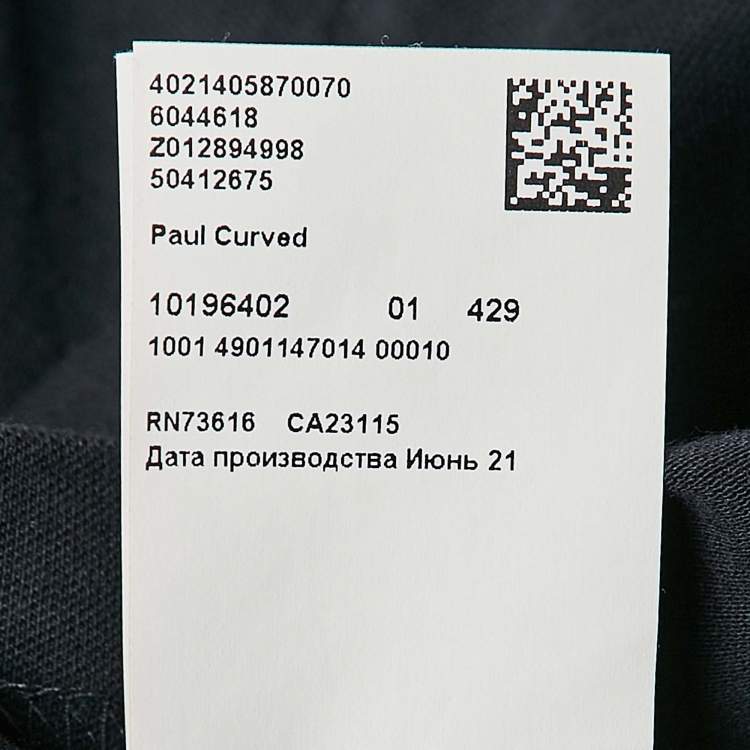 4021405870070
6044618
Z012894998
50412675
Paul Curved
10196402 01 429
1001 4901147014 00010
RN73616 CA23115
Дата производства Июнь 21